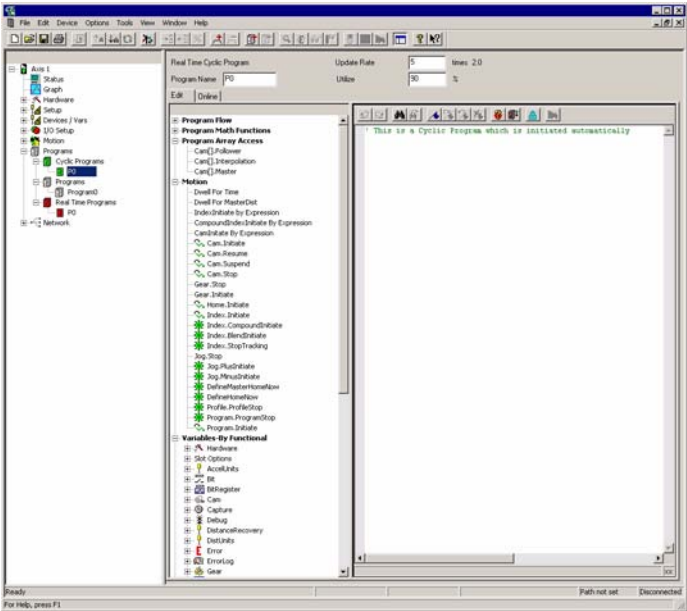 File Edit Device Options Tools View Window Help
Axis 1
Status
Graph
Hardware
Setup
Devices / Vars
I/O Setup
Motion
Programs
Cyclic Programs
P0
Programs
Program0
Real Time Programs
P0
Network
Real Time Cyclic Program
Update Rate 5 times 2.0
Program Name P0
Utilize 90 %
Edit Online
Program Flow
Program Math Functions
Program Array Access
Cam[].Follower
Cam[].Interpolation
Cam[].Master
Motion
Dwell For Time
Dwell For MasterDist
IndexInitiate by Expression
CompoundIndexInitiate By Expression
CamInitiate By Expression
Cam.Initiate
Cam.Resume
Cam.Suspend
Cam.Stop
Gear.Stop
Gear.Initiate
Home.Initiate
Index.Initiate
Index.CompoundInitiate
Index.BlendInitiate
Index.StopTracking
Jog.Stop
Jog.PlusInitiate
Jog.MinusInitiate
DefineMasterHomeNow
DefineHomeNow
Profile.ProfileStop
Program.ProgramStop
Program.Initiate
Variables-By Functional
Hardware
Slot Options
AccelUnits
Bit
BitRegister
Cam
Capture
Debug
DistanceRecovery
DistUnits
Error
ErrorLog
Gear
' This is a Cyclic Program which is initiated automatically
Ready
Path not set Disconnected
For Help, press F1